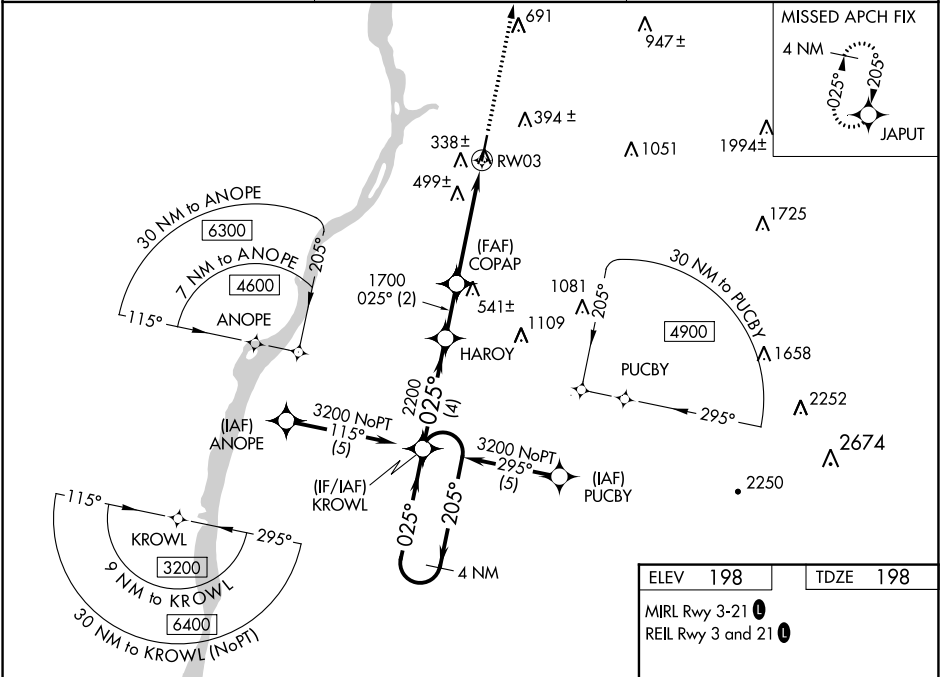 691
947±
MISSED APCH FIX
4 NM
025°
205°
JAPUT
394 ±
338±
RW03
1051
1994±
499±
30 NM to ANOPE
6300
205°
7 NM to ANOPE
4600
115°
ANOPE
(FAF)
COPAP
1700
025° (2)
541±
HAROY
1109
1081
1725
30 NM to PUCBY
205°
4900
PUCBY
295°
1658
2252
2674
2250
2200
025°
(4)
(IAF)
ANOPE
3200 NoPT
115°
(5)
3200 NoPT
295°
(5)
(IF/IAF)
KROWL
(IAF)
PUCBY
025°
205°
4 NM
115°
KROWL
295°
3200
9 NM to KROWL
6400
30 NM to KROWL (NoPT)
ELEV 198
TDZE 198
MIRL Rwy 3-21 L
REIL Rwy 3 and 21 L